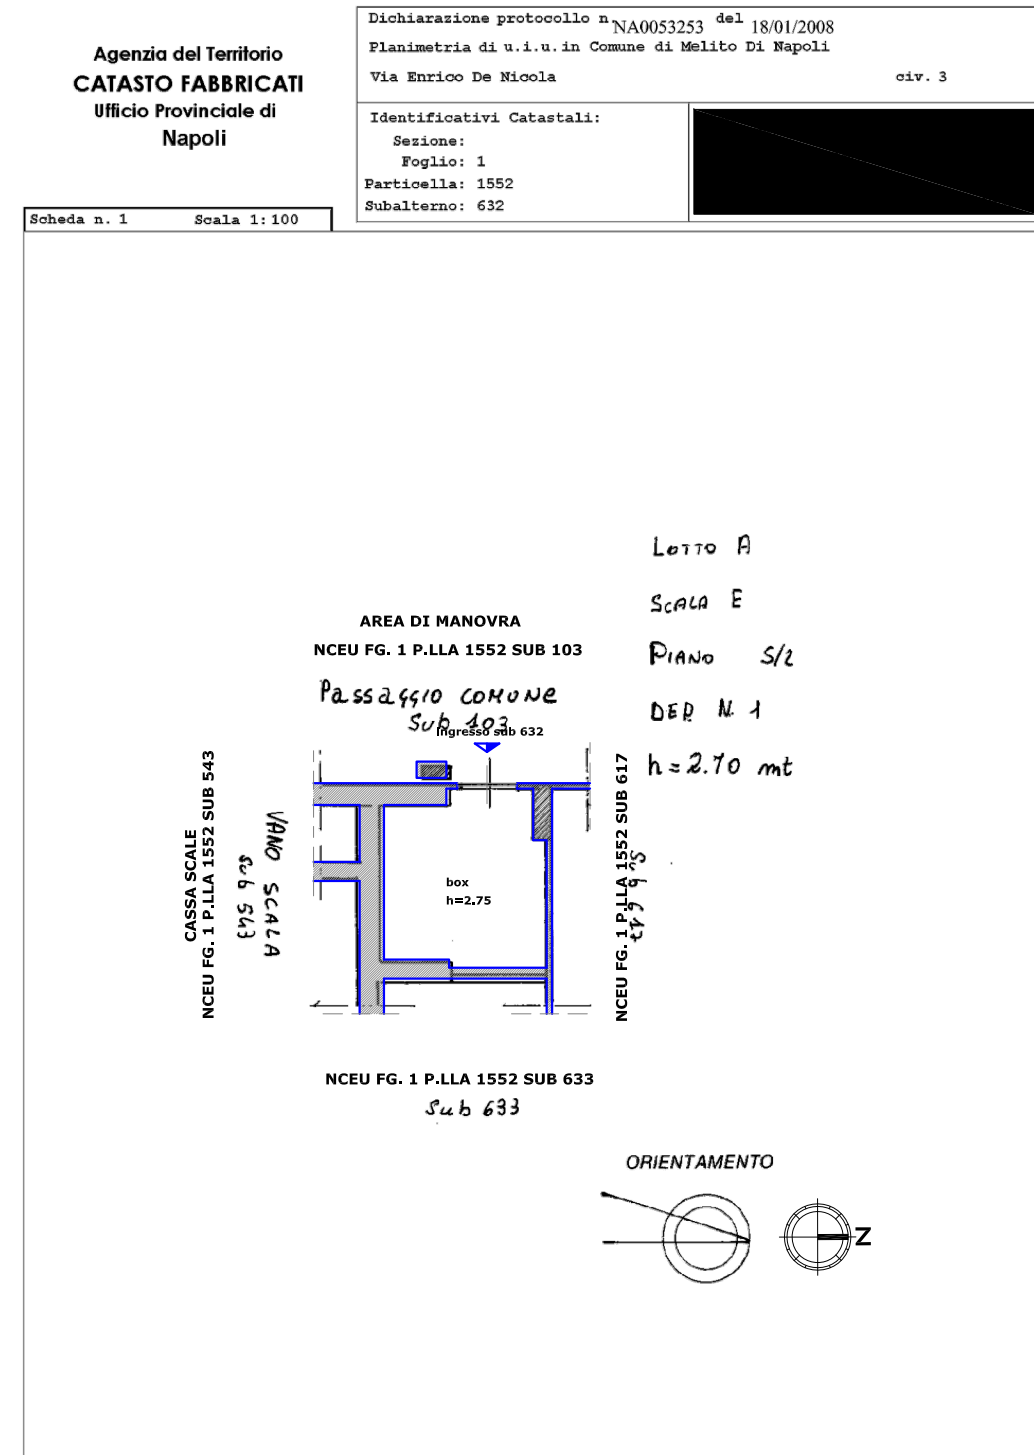 Agenzia del Territorio
CATASTO FABBRICATI
Ufficio Provinciale di
Napoli
Dichiarazione protocollo n. NA0053253 del 18/01/2008
Planimetria di u.i.u. in Comune di Melito Di Napoli
Via Enrico De Nicola civ. 3
Identificativi Catastali:
Sezione:
Foglio: 1
Particella: 1552
Subalterno: 632
Scheda n. 1 Scala 1:100
LOTTO A
SCALA E
PIANO S/2
DEP N. 1
h = 2.70 mt
AREA DI MANOVRA
NCEU FG. 1 P.LLA 1552 SUB 103
Passaggio COMUNE
Sub 103
ingresso sub 632
CASSA SCALE
NCEU FG. 1 P.LLA 1552 SUB 543
VANO SCALA
Sub 543
box
h=2.75
NCEU FG. 1 P.LLA 1552 SUB 617
Sub 617
NCEU FG. 1 P.LLA 1552 SUB 633
Sub 633
ORIENTAMENTO
Z